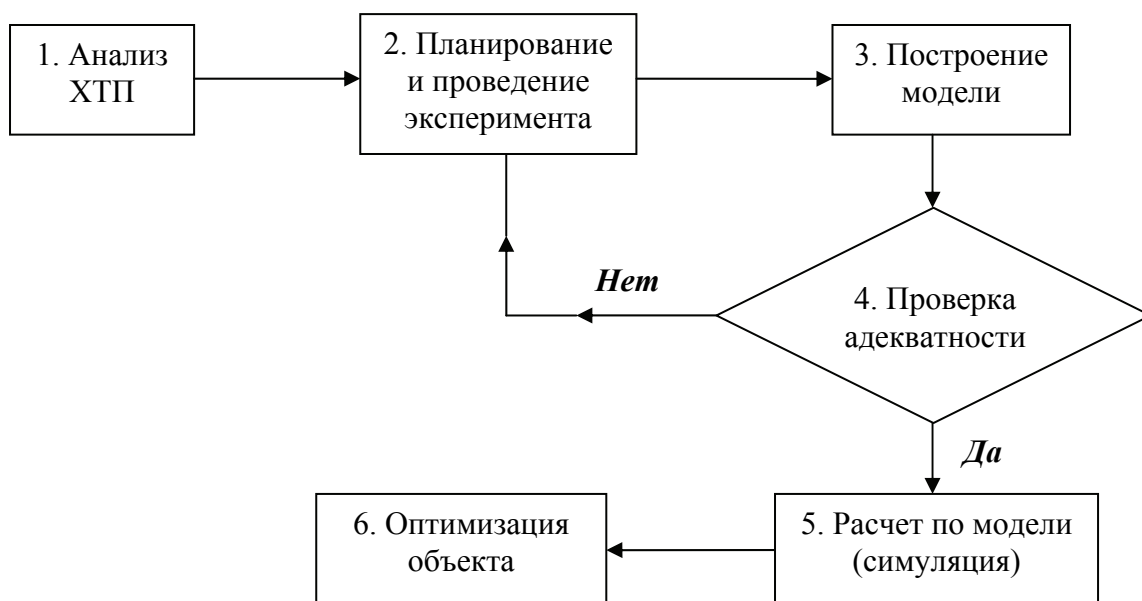 1. Анализ
ХТП
2. Планирование
и проведение
эксперимента
3. Построение
модели
4. Проверка
адекватности
Нет
Да
5. Расчет по модели
(симуляция)
6. Оптимизация
объекта